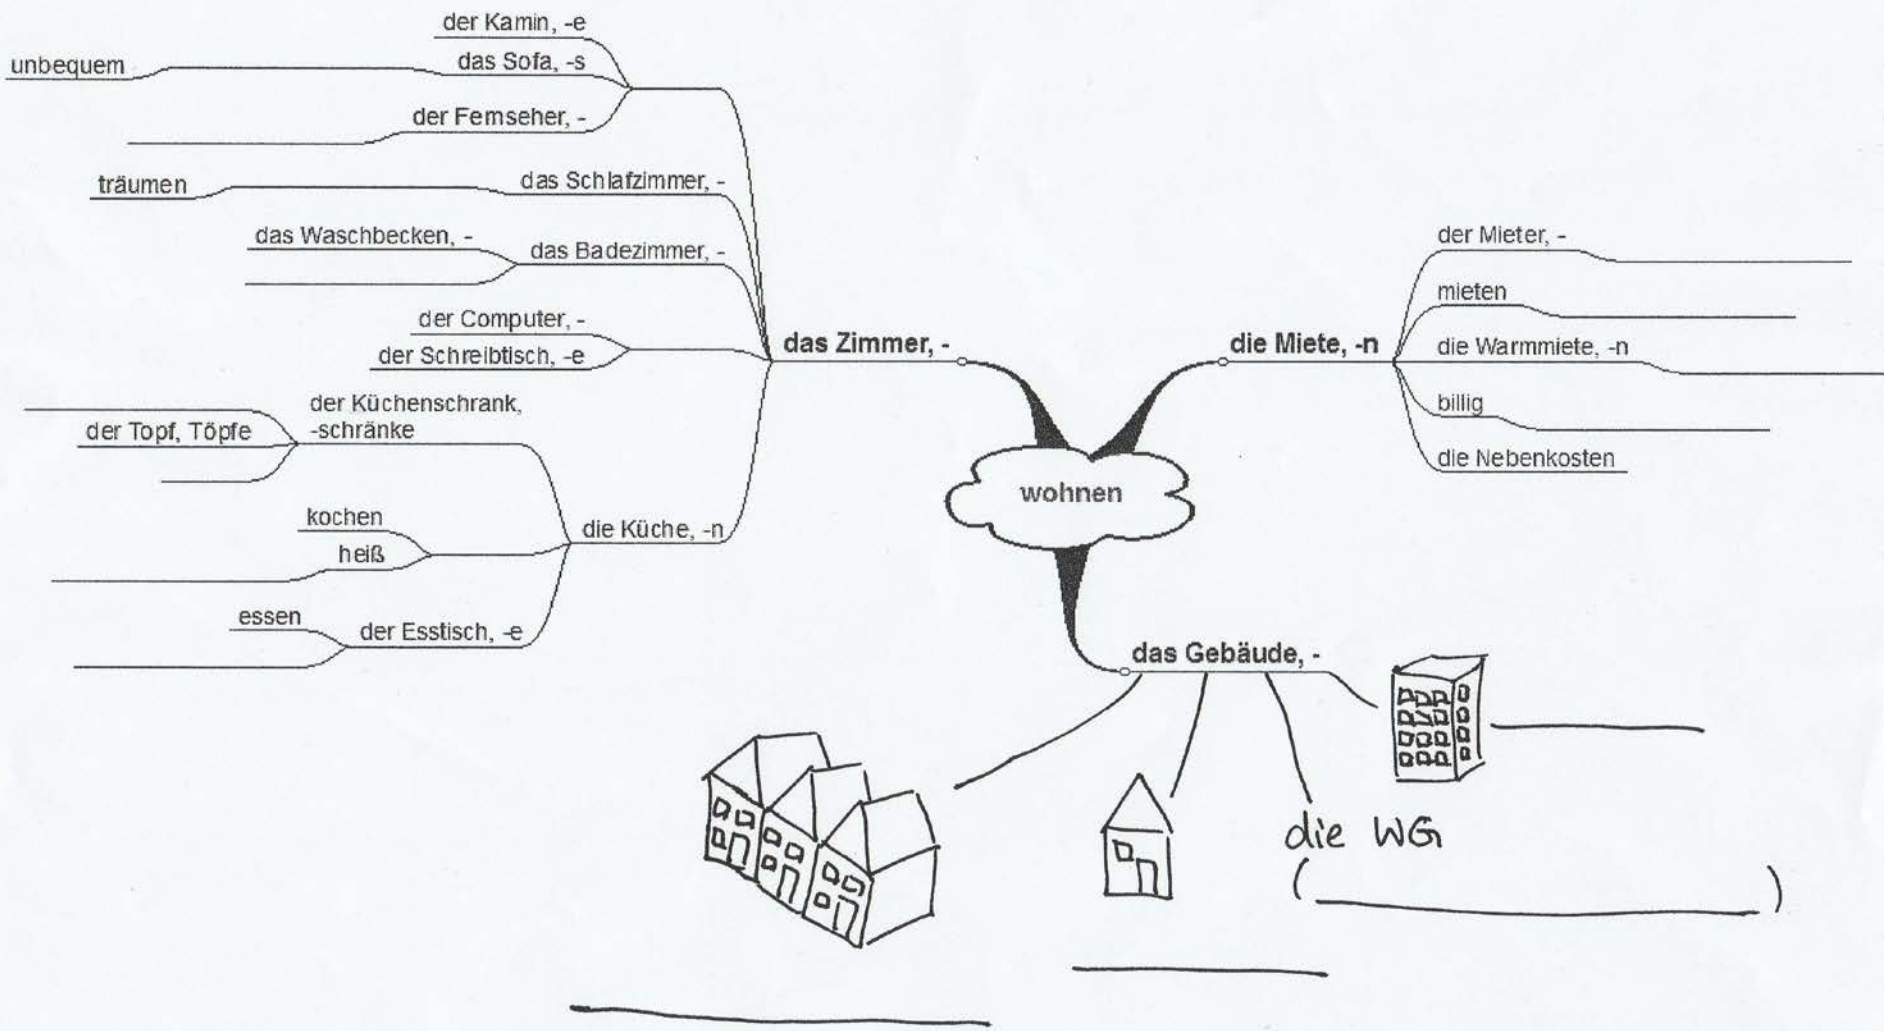 der Kamin, -e
unbequem
das Sofa, -s
der Fernseher, -
träumen
das Schlafzimmer, -
das Waschbecken, -
das Badezimmer, -
der Computer, -
der Schreibtisch, -e
das Zimmer, -
der Küchenschrank,
-schränke
der Topf, Töpfe
kochen
heiß
die Küche, -n
essen
der Esstisch, -e
wohnen
die Miete, -n
der Mieter, -
mieten
die Warmmiete, -n
billig
die Nebenkosten
das Gebäude, -
die WG
( )